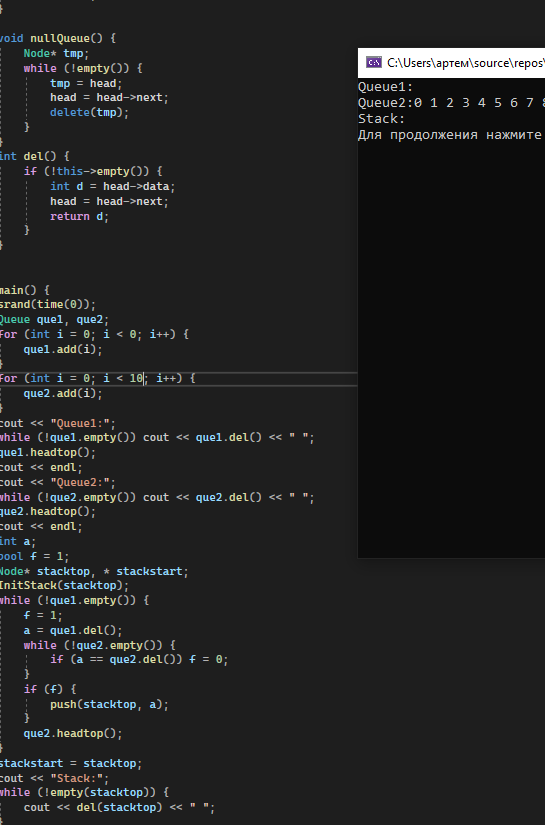 }
void nullQueue() {
Node* tmp;
while (!empty()) {
tmp = head;
head = head->next;
delete(tmp);
}
}
int del() {
if (!this->empty()) {
int d = head->data;
head = head->next;
return d;
}
}
main() {
srand(time(0));
Queue que1, que2;
for (int i = 0; i < 0; i++) {
que1.add(i);
}
for (int i = 0; i < 10; i++) {
que2.add(i);
}
cout << "Queue1:";
while (!que1.empty()) cout << que1.del() << " ";
que1.headtop();
cout << endl;
cout << "Queue2:";
while (!que2.empty()) cout << que2.del() << " ";
que2.headtop();
cout << endl;
int a;
bool f = 1;
Node* stacktop, * stackstart;
InitStack(stacktop);
while (!que1.empty()) {
f = 1;
a = que1.del();
while (!que2.empty()) {
if (a == que2.del()) f = 0;
}
if (f) {
push(stacktop, a);
}
que2.headtop();
}
stackstart = stacktop;
cout << "Stack:";
while (!empty(stacktop)) {
cout << del(stacktop) << " ";
}
C:\Users\артем\source\repos\
Queue1:
Queue2:0 1 2 3 4 5 6 7 8
Stack:
Для продолжения нажмите